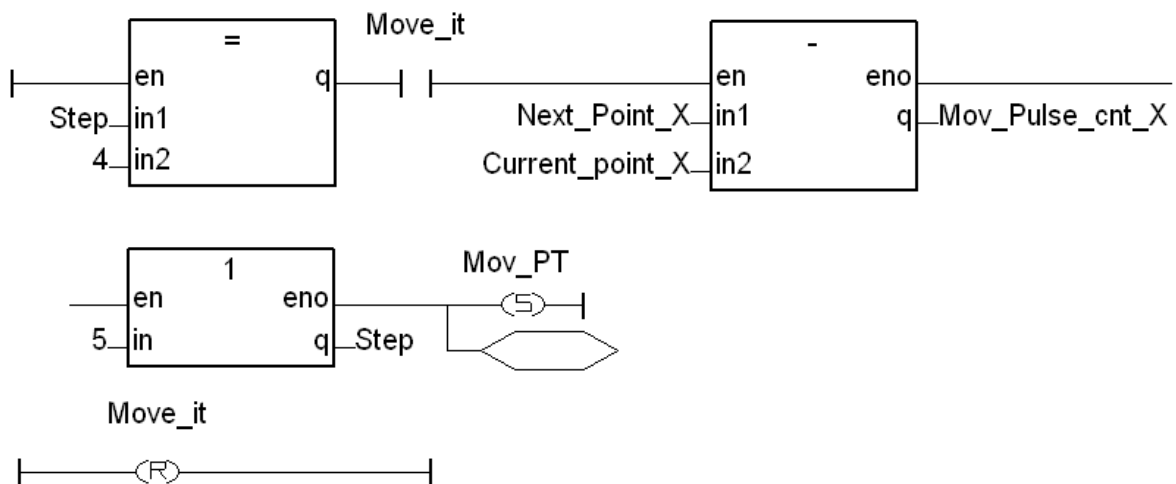 Move_it
=
-
en q
en eno
Step in1
Next_Point_X in1
q Mov_Pulse_cnt_X
4 in2
Current_point_X in2
1
Mov_PT
en eno
S
5 in q Step
Move_it
R